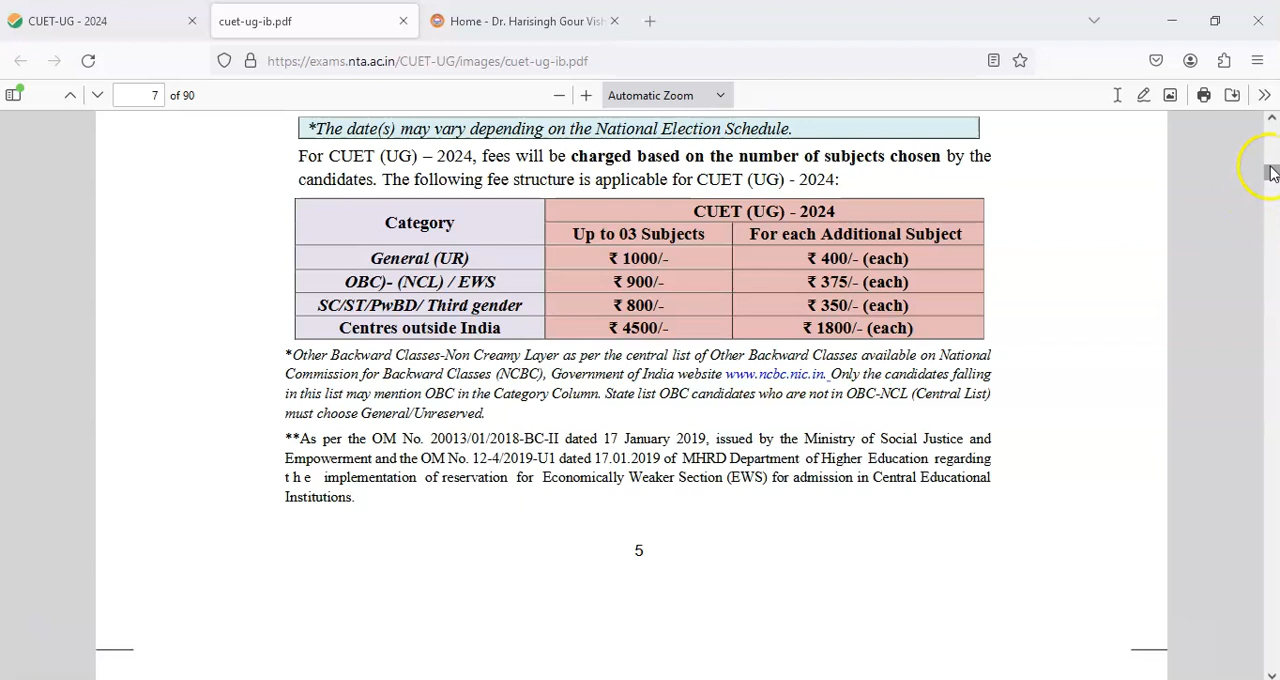 CUET-UG - 2024
cuet-ug-ib.pdf
Home - Dr. Harisingh Gour Vish
https://exams.nta.ac.in/CUET-UG/images/cuet-ug-ib.pdf
7 of 90
Automatic Zoom
*The date(s) may vary depending on the National Election Schedule.
For CUET (UG) – 2024, fees will be charged based on the number of subjects chosen by the
candidates. The following fee structure is applicable for CUET (UG) - 2024:
Category
CUET (UG) - 2024
Up to 03 Subjects For each Additional Subject
General (UR) ₹ 1000/- ₹ 400/- (each)
OBC)- (NCL) / EWS ₹ 900/- ₹ 375/- (each)
SC/ST/PwBD/ Third gender ₹ 800/- ₹ 350/- (each)
Centres outside India ₹ 4500/- ₹ 1800/- (each)
*Other Backward Classes-Non Creamy Layer as per the central list of Other Backward Classes available on National
Commission for Backward Classes (NCBC), Government of India website www.ncbc.nic.in. Only the candidates falling
in this list may mention OBC in the Category Column. State list OBC candidates who are not in OBC-NCL (Central List)
must choose General/Unreserved.
**As per the OM No. 20013/01/2018-BC-II dated 17 January 2019, issued by the Ministry of Social Justice and
Empowerment and the OM No. 12-4/2019-U1 dated 17.01.2019 of MHRD Department of Higher Education regarding
the implementation of reservation for Economically Weaker Section (EWS) for admission in Central Educational
Institutions.
5